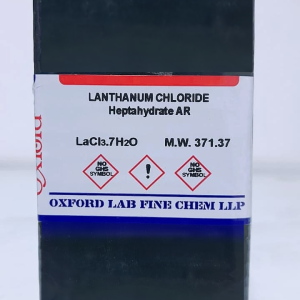 LANTHANUM CHLORIDE
Heptahydrate AR
LaCl3.7H2O M.W. 371.37
NO GHS SYMBOL
!
NO GHS SYMBOL
OXFORD LAB FINE CHEM LLP